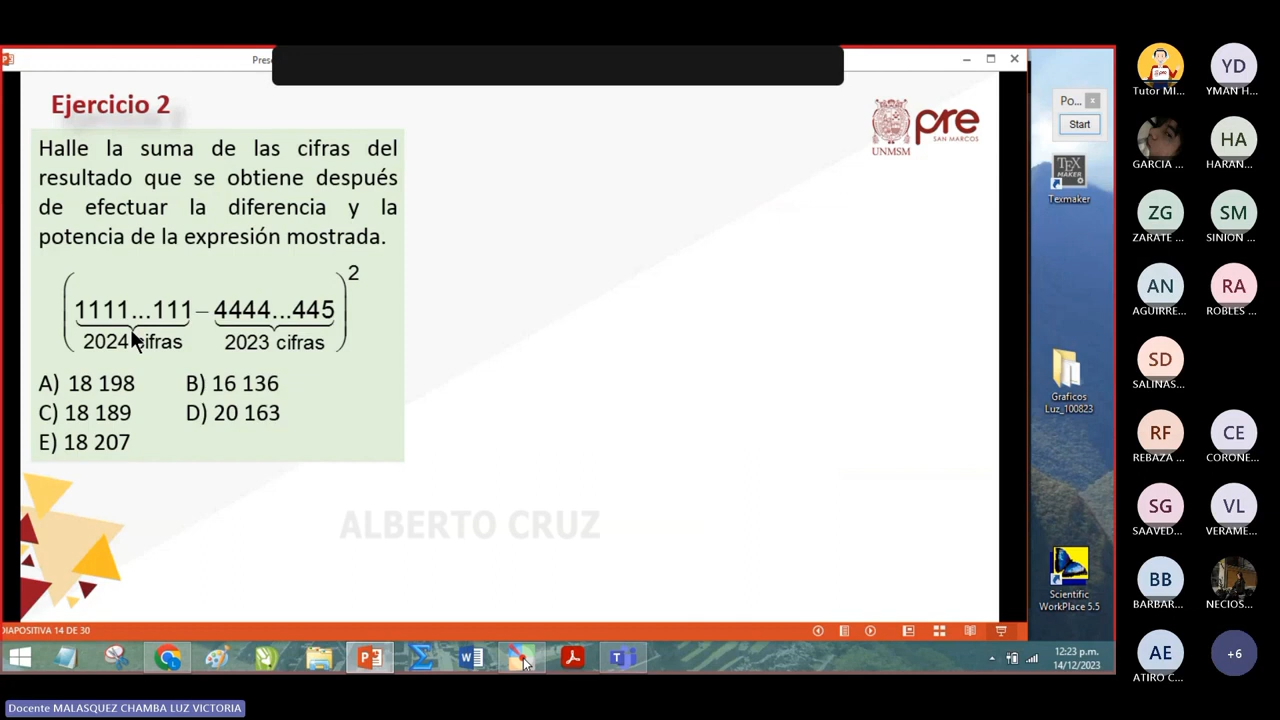 Prese
Ejercicio 2
pre
SAN MARCOS
UNMSM
Halle la suma de las cifras del
resultado que se obtiene después
de efectuar la diferencia y la
potencia de la expresión mostrada.
(1111...111 – 4444...445)²
2024 cifras 2023 cifras
A) 18 198 B) 16 136
C) 18 189 D) 20 163
E) 18 207
ALBERTO CRUZ
DIAPOSITIVA 14 DE 30
Po...
Start
TEX
MAKER
Texmaker
Graficos
Luz_100823
Scientific
WorkPlace 5.5
12:23 p.m.
14/12/2023
Tutor MI...
YD
YMAN H...
GARCIA ...
HA
HARAN...
ZG
ZARATE ...
SM
SINION ...
AN
AGUIRRE...
RA
ROBLES ...
SD
SALINAS...
RF
REBAZA ...
CE
CORONE...
SG
SAAVED...
VL
VERAME...
BB
BARBAR...
NECIOS...
AE
ATIRO C...
+6
Docente MALASQUEZ CHAMBA LUZ VICTORIA